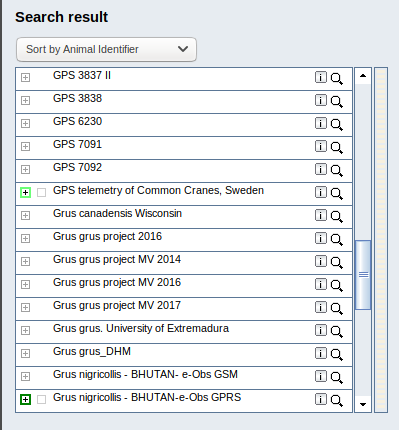 Search result
Sort by Animal Identifier
GPS 3837 II
GPS 3838
GPS 6230
GPS 7091
GPS 7092
GPS telemetry of Common Cranes, Sweden
Grus canadensis Wisconsin
Grus grus project 2016
Grus grus project MV 2014
Grus grus project MV 2016
Grus grus project MV 2017
Grus grus. University of Extremadura
Grus grus_DHM
Grus nigricollis - BHUTAN- e-Obs GSM
Grus nigricollis - BHUTAN-e-Obs GPRS